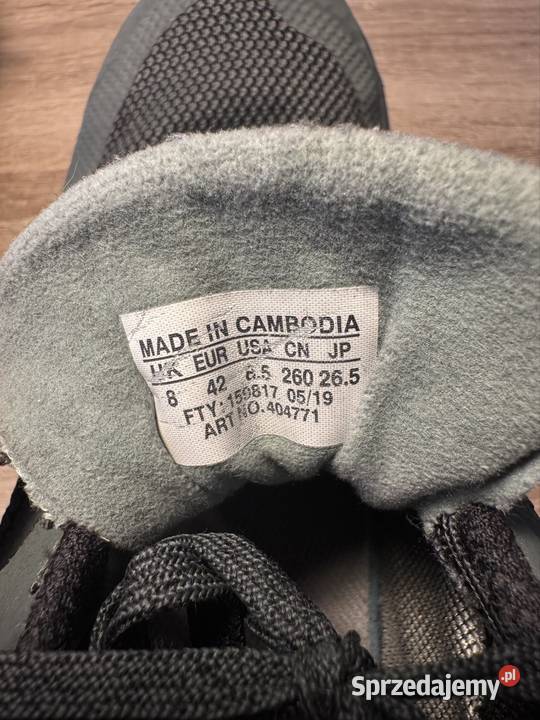 MADE IN CAMBODIA
UK EUR USA CN JP
8 42 8.5 260 26.5
FTY: 159817 05/19
ART NO.404771
Sprzedajemy.pl